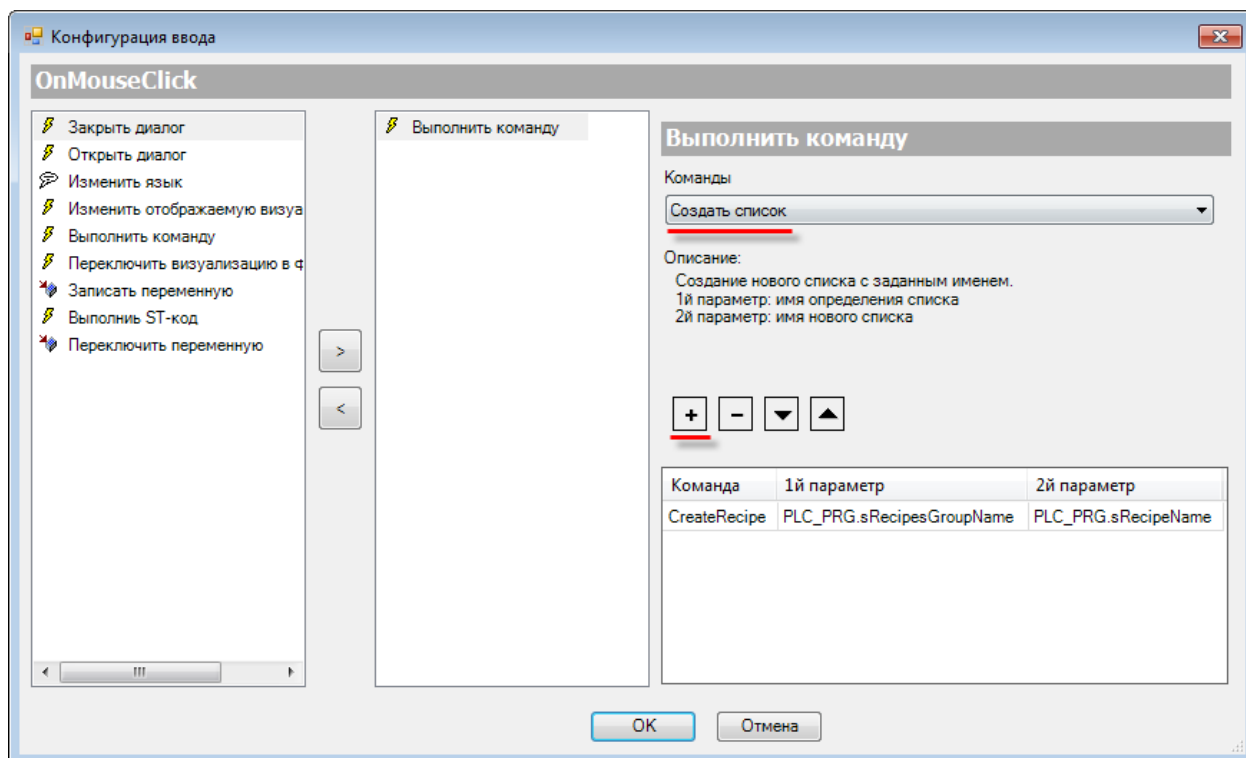 Конфигурация ввода
OnMouseClick
Закрыть диалог
Открыть диалог
Изменить язык
Изменить отображаемую визуа
Выполнить команду
Переключить визуализацию в ф
Записать переменную
Выполниь ST-код
Переключить переменную
>
<
Выполнить команду
Выполнить команду
Команды
Создать список
Описание:
Создание нового списка с заданным именем.
1й параметр: имя определения списка
2й параметр: имя нового списка
+ −
Команда 1й параметр 2й параметр
CreateRecipe PLC_PRG.sRecipesGroupName PLC_PRG.sRecipeName
OK Отмена